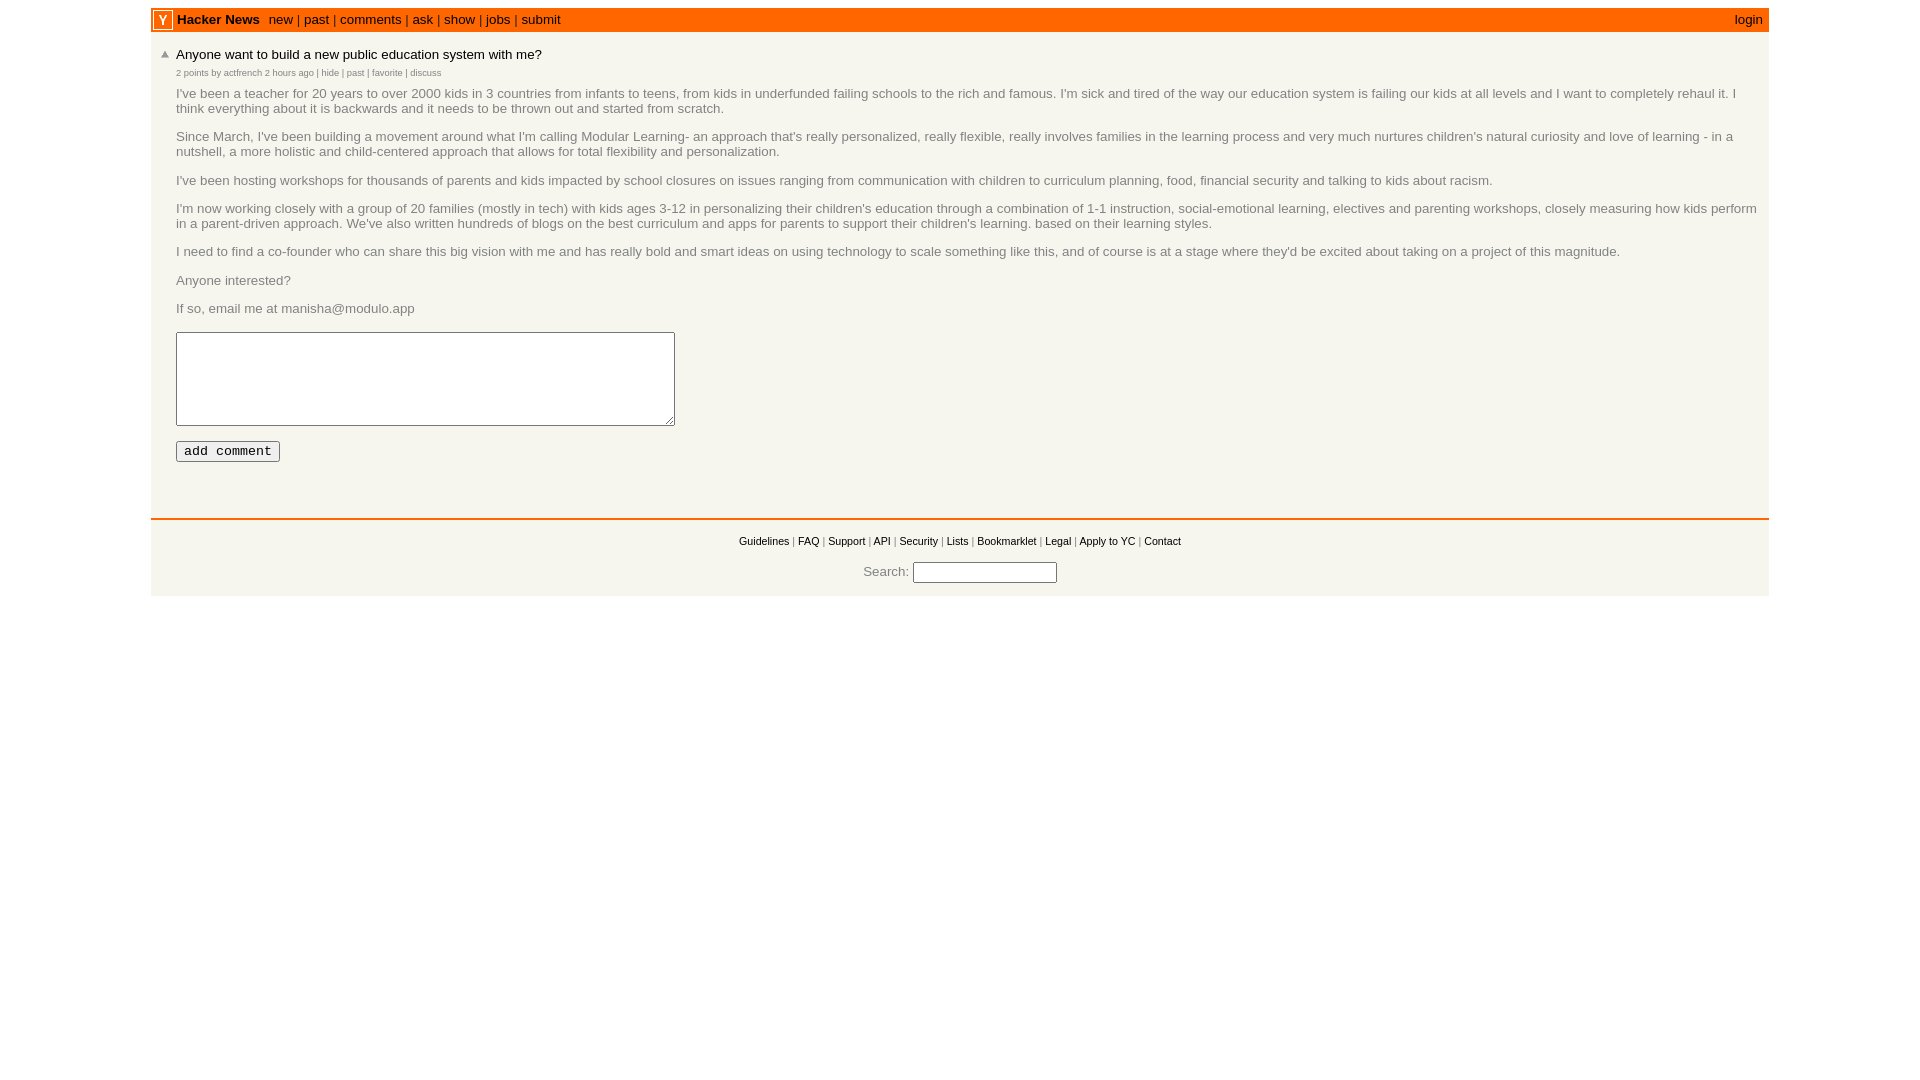 Y Hacker News new | past | comments | ask | show | jobs | submit login
Anyone want to build a new public education system with me?
2 points by actfrench 2 hours ago | hide | past | favorite | discuss
I've been a teacher for 20 years to over 2000 kids in 3 countries from infants to teens, from kids in underfunded failing schools to the rich and famous. I'm sick and tired of the way our education system is failing our kids at all levels and I want to completely rehaul it. I
think everything about it is backwards and it needs to be thrown out and started from scratch.
Since March, I've been building a movement around what I'm calling Modular Learning- an approach that's really personalized, really flexible, really involves families in the learning process and very much nurtures children's natural curiosity and love of learning - in a
nutshell, a more holistic and child-centered approach that allows for total flexibility and personalization.
I've been hosting workshops for thousands of parents and kids impacted by school closures on issues ranging from communication with children to curriculum planning, food, financial security and talking to kids about racism.
I'm now working closely with a group of 20 families (mostly in tech) with kids ages 3-12 in personalizing their children's education through a combination of 1-1 instruction, social-emotional learning, electives and parenting workshops, closely measuring how kids perform
in a parent-driven approach. We've also written hundreds of blogs on the best curriculum and apps for parents to support their children's learning. based on their learning styles.
I need to find a co-founder who can share this big vision with me and has really bold and smart ideas on using technology to scale something like this, and of course is at a stage where they'd be excited about taking on a project of this magnitude.
Anyone interested?
If so, email me at manisha@modulo.app
add comment
Guidelines | FAQ | Support | API | Security | Lists | Bookmarklet | Legal | Apply to YC | Contact
Search: